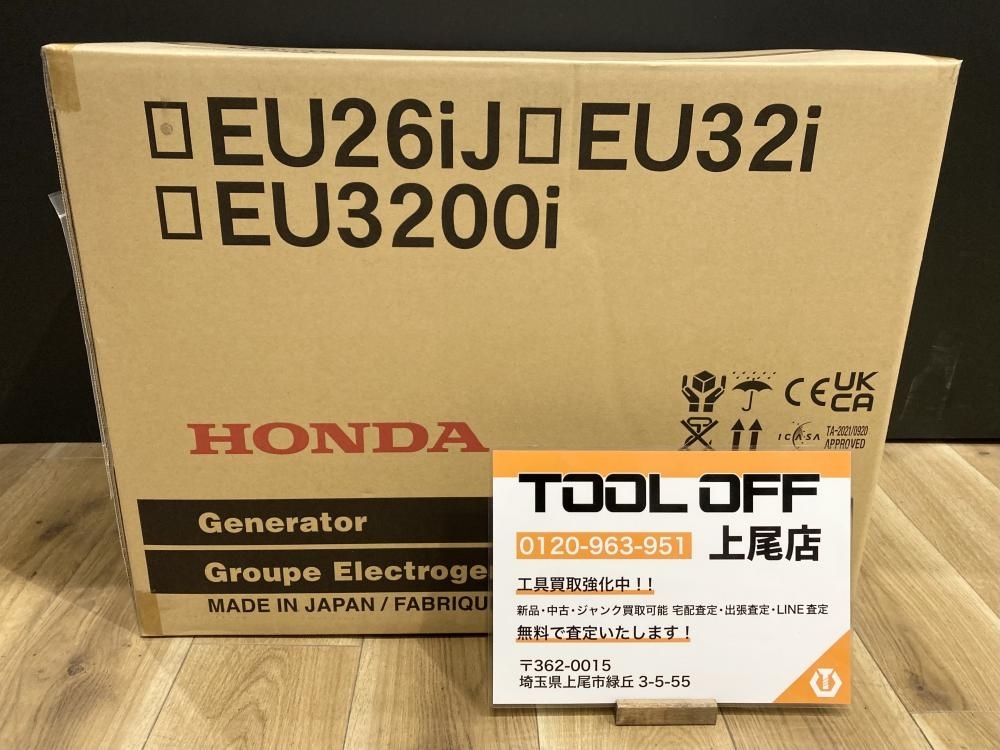 □EU26iJ □EU32i
□EU3200i
CE UK CA
ICASA TA-2021/0920 APPROVED
HONDA
Generator
Groupe Electroge
MADE IN JAPAN / FABRIQU
TOOL OFF
0120-963-951 上尾店
工具買取強化中！！
新品・中古・ジャンク買取可能 宅配査定・出張査定・LINE査定
無料で査定いたします！
〒362-0015
埼玉県上尾市緑丘 3-5-55